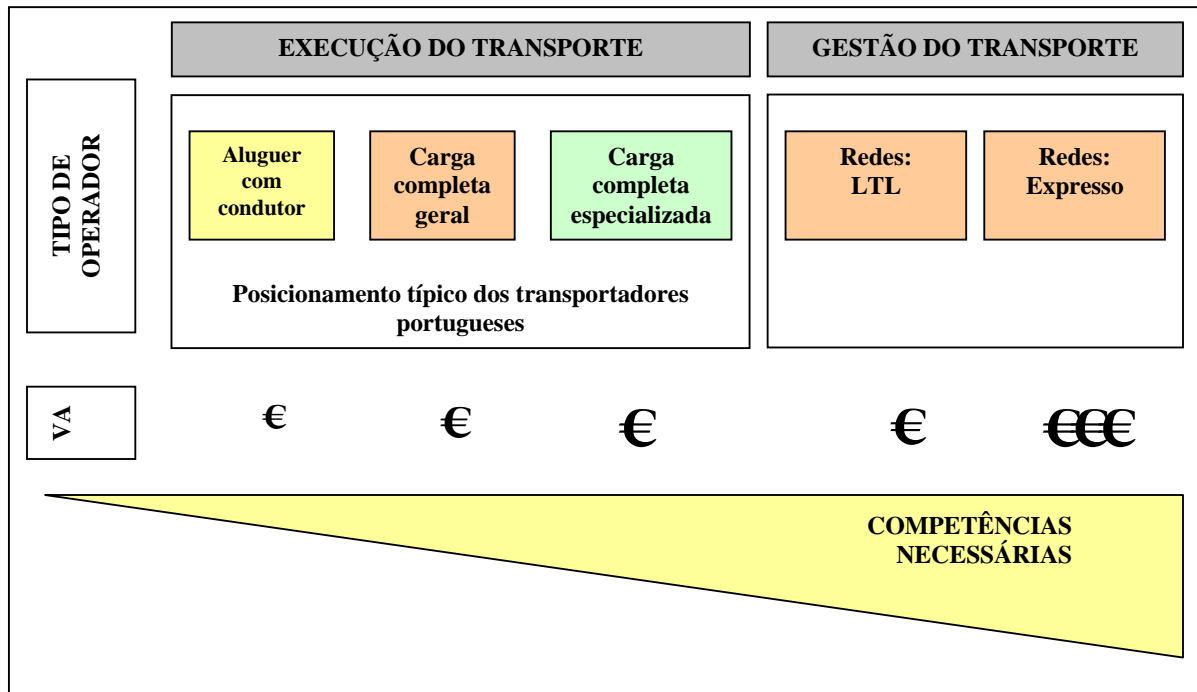 EXECUÇÃO DO TRANSPORTE
GESTÃO DO TRANSPORTE
TIPO DE
OPERADOR
Aluguer
com
condutor
Carga
completa
geral
Carga
completa
especializada
Redes:
LTL
Redes:
Expresso
Posicionamento típico dos transportadores
portugueses
VA
€
€
€
€
€€€
COMPETÊNCIAS
NECESSÁRIAS